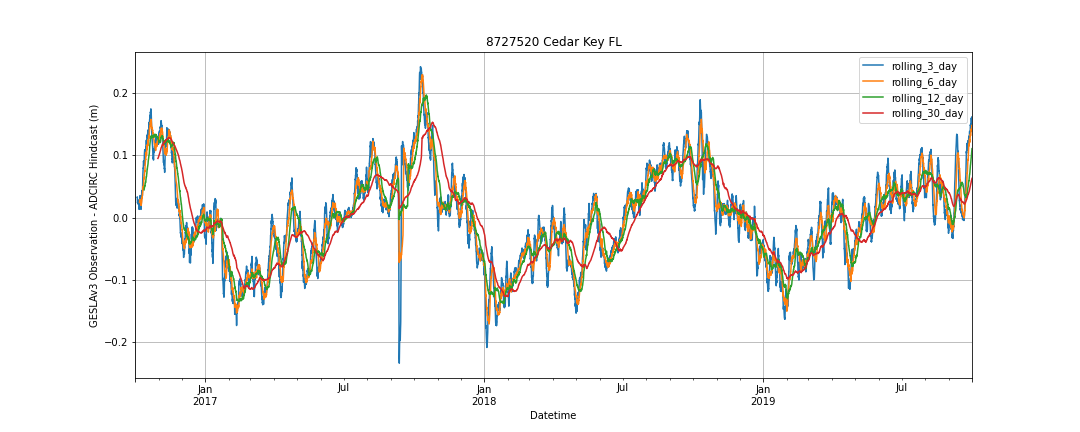 8727520 Cedar Key FL
GESLAv3 Observation - ADCIRC Hindcast (m)
0.2
0.1
0.0
−0.1
−0.2
rolling_3_day
rolling_6_day
rolling_12_day
rolling_30_day
Jan Jul Jan Jul Jan Jul
2017 2018 2019
Datetime